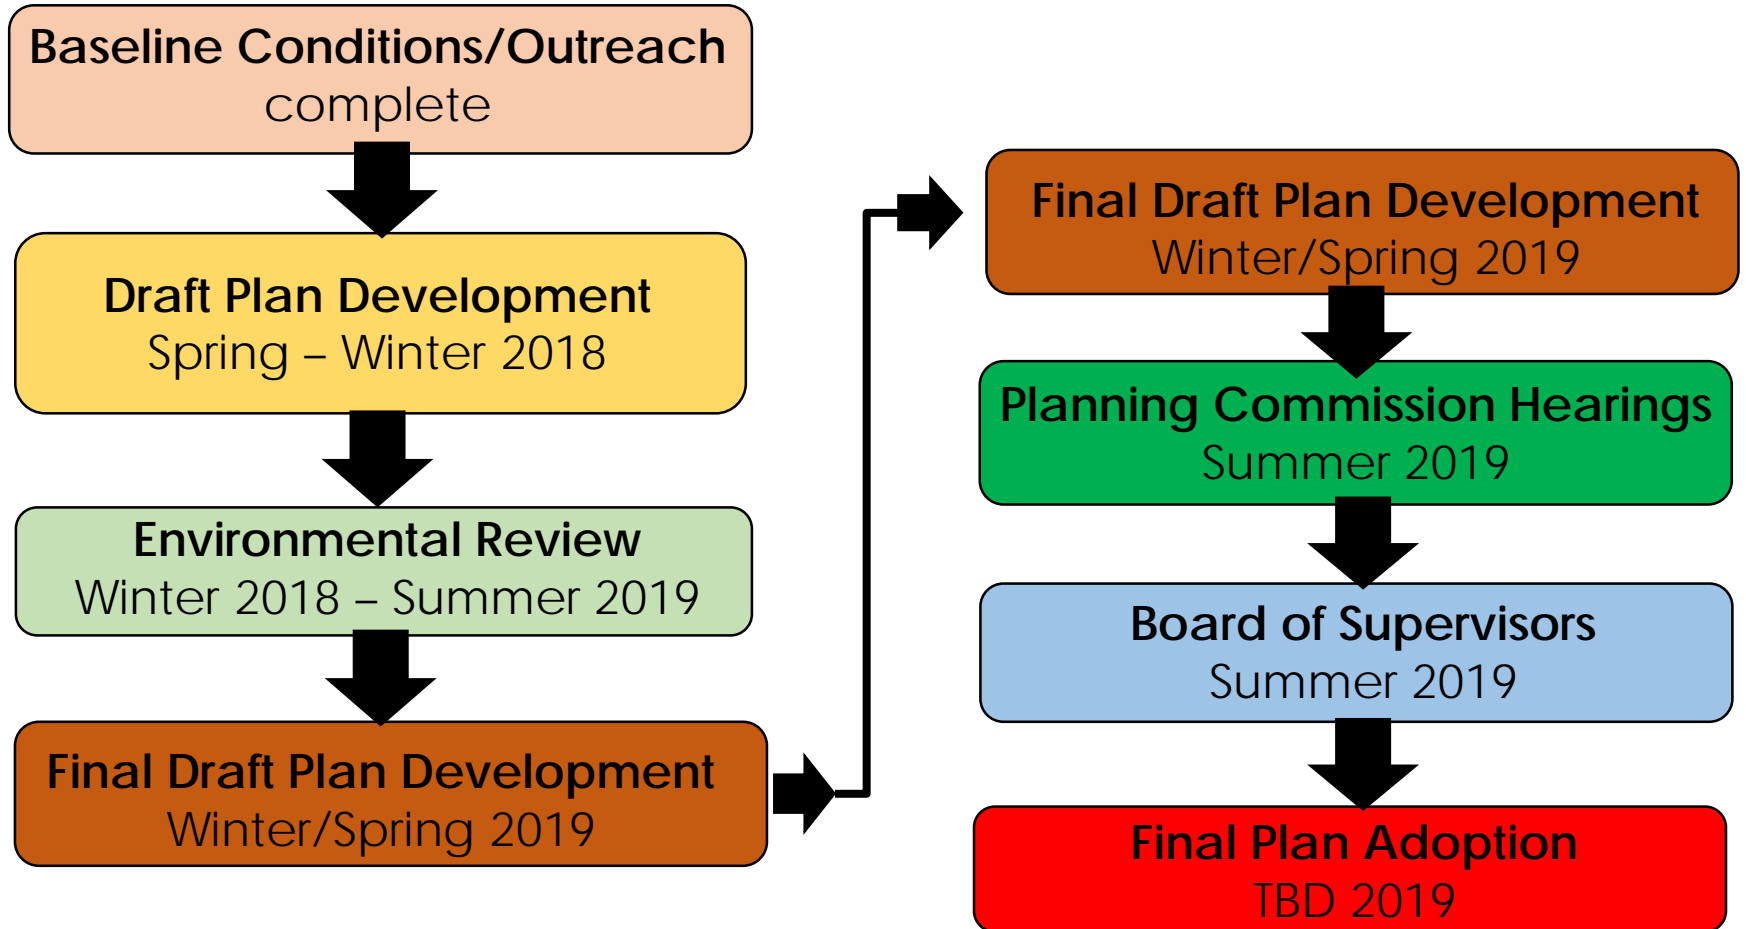 Baseline Conditions/Outreach
complete
Draft Plan Development
Spring – Winter 2018
Environmental Review
Winter 2018 – Summer 2019
Final Draft Plan Development
Winter/Spring 2019
Final Draft Plan Development
Winter/Spring 2019
Planning Commission Hearings
Summer 2019
Board of Supervisors
Summer 2019
Final Plan Adoption
TBD 2019